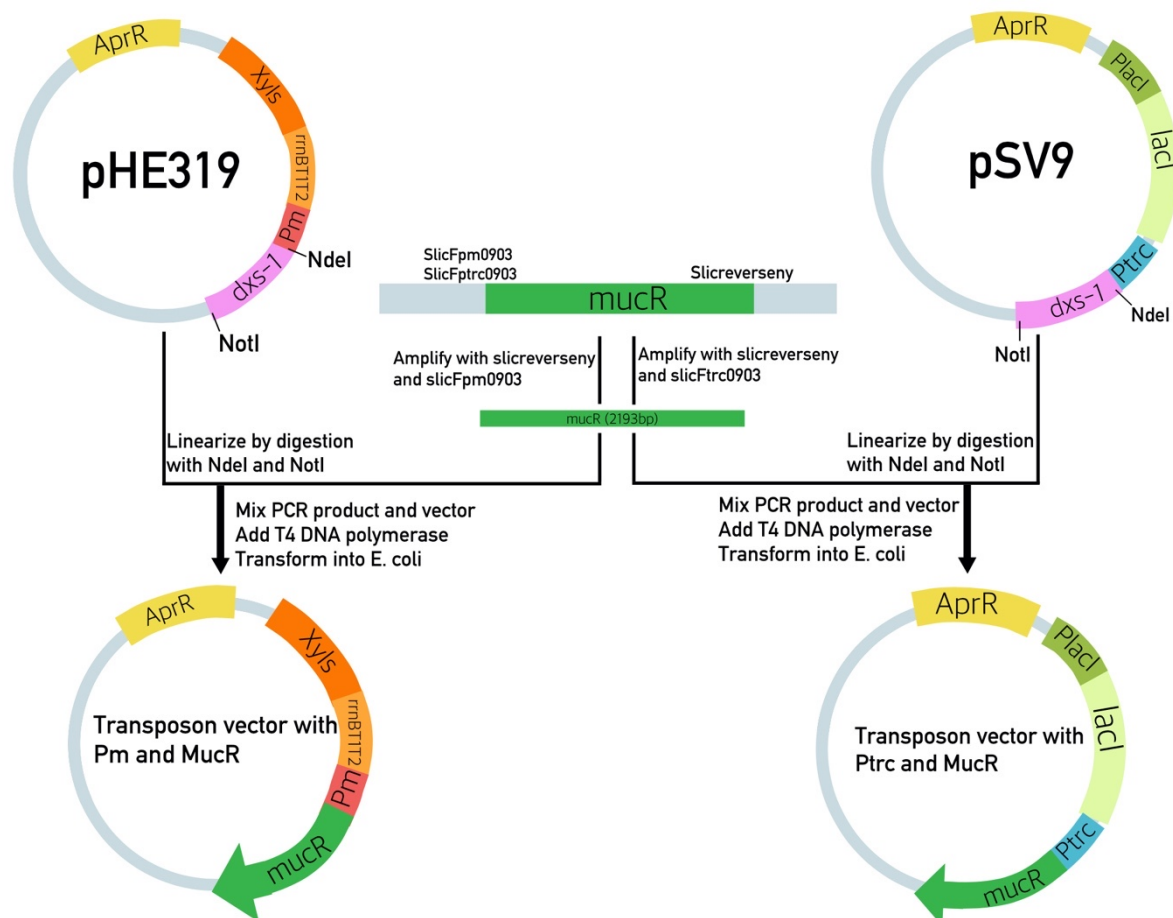 AprR
Xyls
rrnBT1T2
Pm
dxs-1
NdeI
NotI
pHE319
AprR
PlacI
lacI
Ptrc
dxs-1
NdeI
NotI
pSV9
SlicFpm0903
SlicFptrc0903
Slicreverseny
mucR
Amplify with slicreverseny
and slicFpm0903
Amplify with slicreverseny
and slicFtrc0903
mucR (2193bp)
Linearize by digestion
with NdeI and NotI
Linearize by digestion
with NdeI and NotI
Mix PCR product and vector
Add T4 DNA polymerase
Transform into E. coli
Mix PCR product and vector
Add T4 DNA polymerase
Transform into E. coli
AprR
Xyls
rrnBT1T2
Pm
mucR
Transposon vector with
Pm and MucR
AprR
PlacI
lacI
Ptrc
mucR
Transposon vector with
Ptrc and MucR